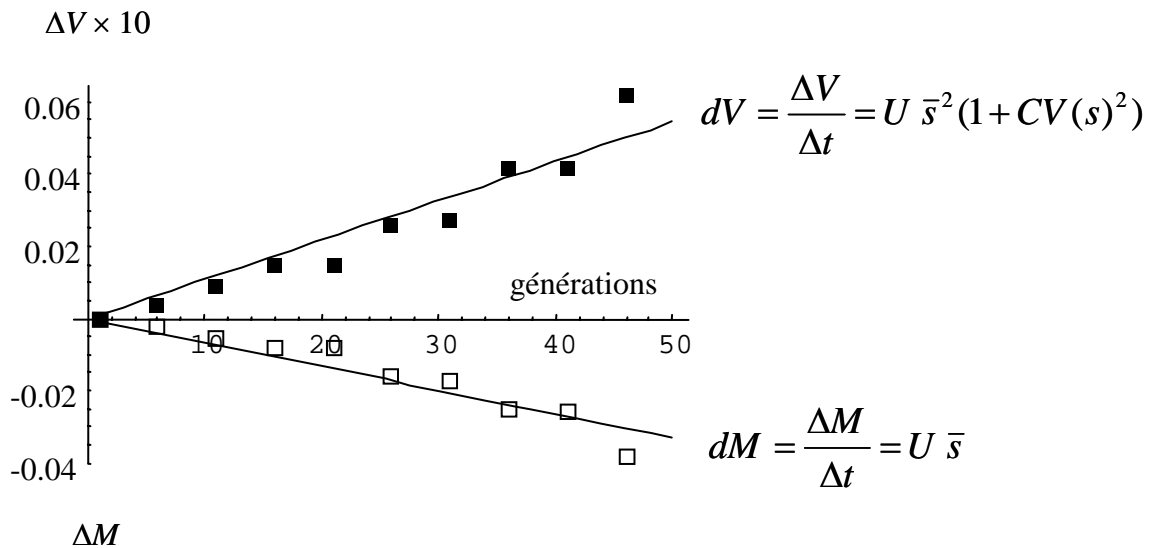 ΔV × 10
0.06
0.04
0.02
-0.02
-0.04
10 20 30 40 50
générations
dV = ΔV/Δt = U s̄²(1 + CV(s)²)
dM = ΔM/Δt = U s̄
ΔM